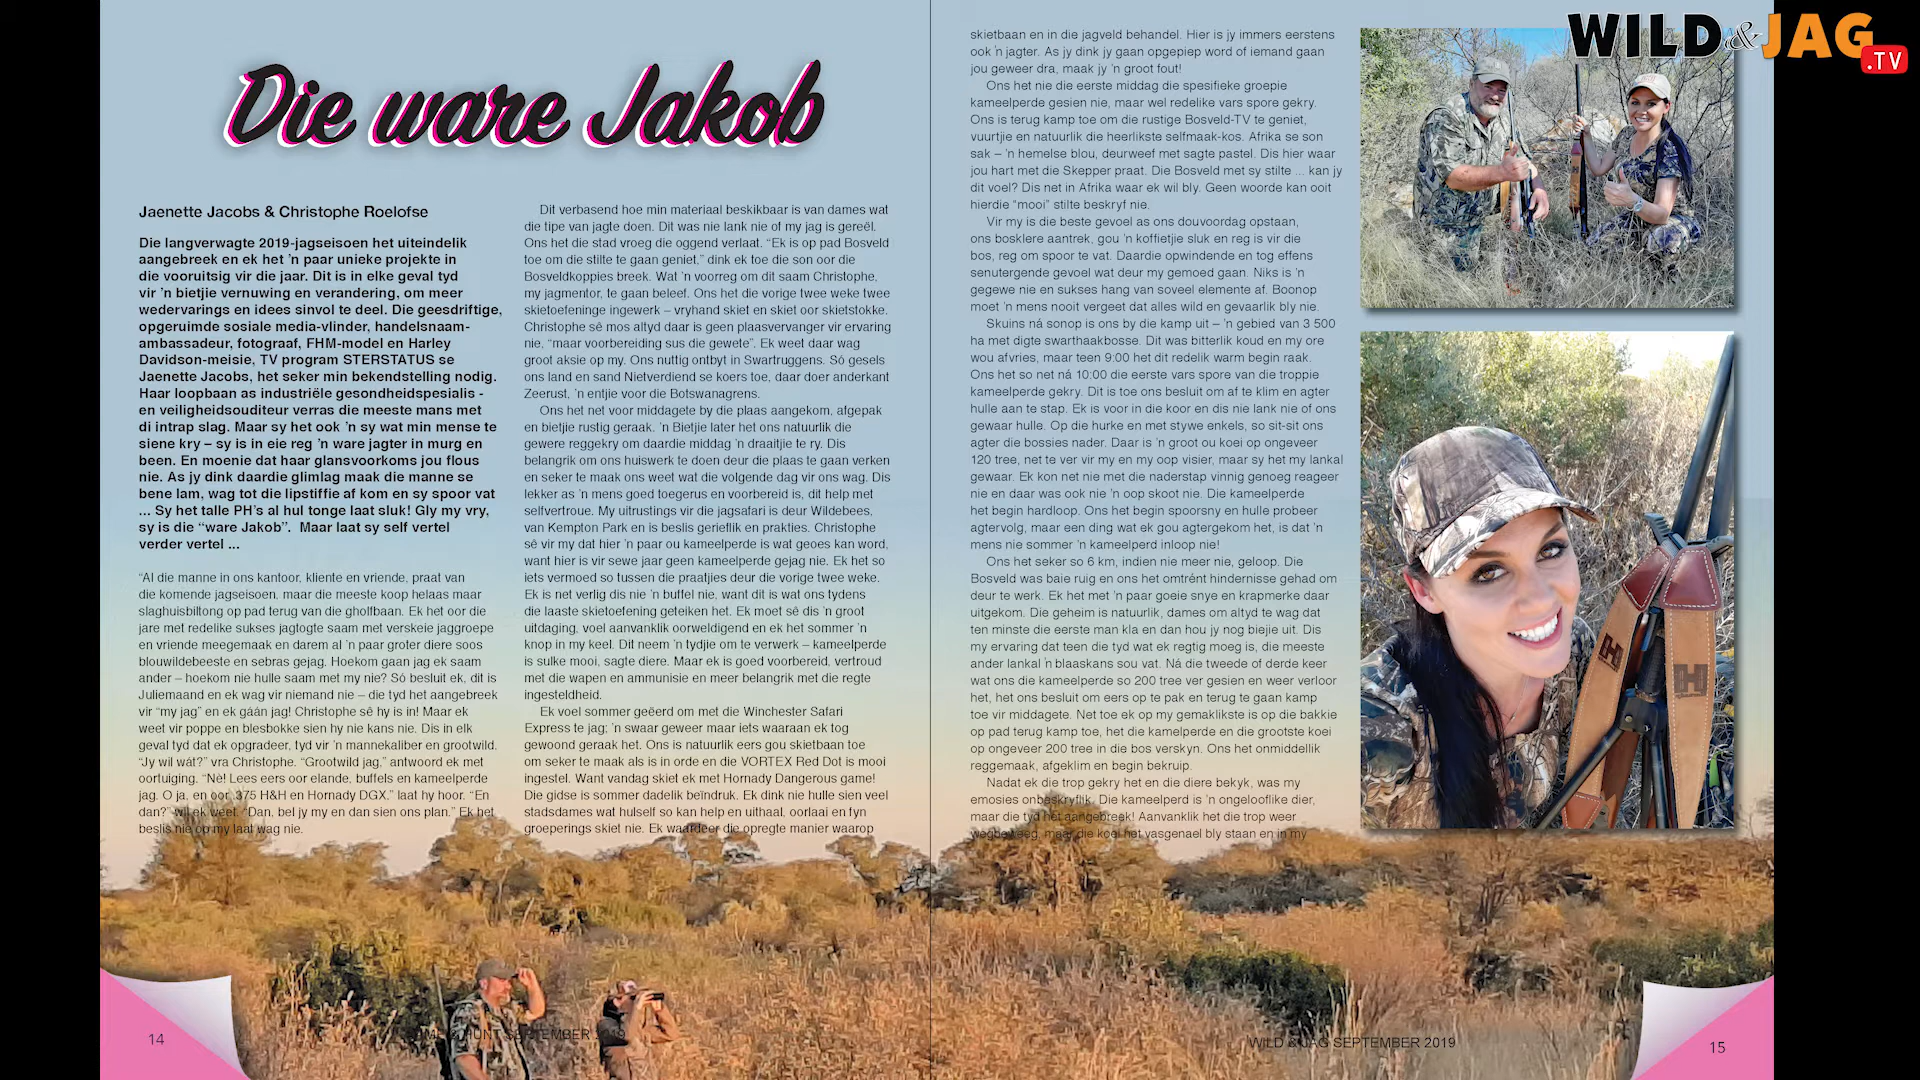 WILD & JAG
.TV
Die ware Jakob
Jaenette Jacobs & Christophe Roelofse
Die langverwagte 2019-jagseisoen het uiteindelik
aangebreek en ek het 'n paar unieke projekte in
die vooruitsig vir die jaar. Dit is in elke geval tyd
vir 'n bietjie vernuwing en verandering, om meer
wedervarings en idees sinvol te deel. Die geesdriftige,
opgeruimde sosiale media-vlinder, handelsnaam-
ambassadeur, fotograaf, FHM-model en Harley
Davidson-meisie, TV program STERSTATUS se
Jaenette Jacobs, het seker min bekendstelling nodig.
Haar loopbaan as industriële gesondheidspesialis -
en veiligheidsouditeur verras die meeste mans met
di intrap slag. Maar sy het ook 'n sy wat min mense te
siene kry – sy is in eie reg 'n ware jagter in murg en
been. En moenie dat haar glansvoorkoms jou flous
nie. As jy dink daardie glimlag maak die manne se
bene lam, wag tot die lipstiffie af kom en sy spoor vat
... Sy het talle PH's al hul tonge laat sluk! Gly my vry,
sy is die “ware Jakob”. Maar laat sy self vertel
verder vertel ...
“Al die manne in ons kantoor, kliente en vriende, praat van
die komende jagseisoen, maar die meeste koop helaas maar
slaghuisbiltong op pad terug van die gholfbaan. Ek het oor die
jare met redelike sukses jagtogte saam met verskeie jaggroepe
en vriende meegemaak en darem al 'n paar groter diere soos
blouwildebeeste en sebras gejag. Hoekom gaan jag ek saam
ander – hoekom nie hulle saam met my nie? Só besluit ek, dit is
Juliemaand en ek wag vir niemand nie – die tyd het aangebreek
vir “my jag” en ek gáán jag! Christophe sê hy is in! Maar ek
weet vir poppe en blesbokke sien hy nie kans nie. Dis in elk
geval tyd dat ek opgradeer, tyd vir 'n mannekaliber en grootwild.
“Jy wil wát?” vra Christophe. “Grootwild jag,” antwoord ek met
oortuiging. “Nè! Lees eers oor elande, buffels en kameelperde
jag. O ja, en oor .375 H&H en Hornady DGX,” laat hy hoor. “En
dan?” wil ek weet. “Dan, bel jy my en dan sien ons plan.” Ek het
beslis nie op my laat wag nie.
Dit verbasend hoe min materiaal beskikbaar is van dames wat
die tipe van jagte doen. Dit was nie lank nie of my jag is gereël.
Ons het die stad vroeg die oggend verlaat. “Ek is op pad Bosveld
toe om die stilte te gaan geniet,” dink ek toe die son oor die
Bosveldkoppies breek. Wat 'n voorreg om dit saam Christophe,
my jagmentor, te gaan beleef. Ons het die vorige twee weke twee
skietoefeninge ingewerk – vryhand skiet en skiet oor skietstokke.
Christophe sê mos altyd daar is geen plaasvervanger vir ervaring
nie, “maar voorbereiding sus die gewete”. Ek weet daar wag
groot aksie op my. Ons nuttig ontbyt in Swartruggens. Só gesels
ons land en sand Nietverdiend se koers toe, daar doer anderkant
Zeerust, 'n entjie voor die Botswanagrens.
Ons het net voor middagete by die plaas aangekom, afgepak
en bietjie rustig geraak. 'n Bietjie later het ons natuurlik die
gewere reggekry om daardie middag 'n draaitjie te ry. Dis
belangrik om ons huiswerk te doen deur die plaas te gaan verken
en seker te maak ons weet wat die volgende dag vir ons wag. Dis
lekker as 'n mens goed toegerus en voorbereid is, dit help met
selfvertroue. My uitrustings vir die jagsafari is deur Wildebees,
van Kempton Park en is beslis gerieflik en prakties. Christophe
sê vir my dat hier 'n paar ou kameelperde is wat geoes kan word,
want hier is vir sewe jaar geen kameelperde gejag nie. Ek het so
iets vermoed so tussen die praatjies deur die vorige twee weke.
Ek is net verlig dis nie 'n buffel nie, want dit is wat ons tydens
die laaste skietoefening geteiken het. Ek moet sê dis 'n groot
uitdaging, voel aanvanklik oorweldigend en ek het sommer 'n
knop in my keel. Dit neem 'n tydjie om te verwerk – kameelperde
is sulke mooi, sagte diere. Maar ek is goed voorbereid, vertroud
met die wapen en ammunisie en meer belangrik met die regte
ingesteldheid.
Ek voel sommer geëerd om met die Winchester Safari
Express te jag; 'n swaar geweer maar iets waaraan ek tog
gewoond geraak het. Ons is natuurlik eers gou skietbaan toe
om seker te maak als is in orde en die VORTEX Red Dot is mooi
ingestel. Want vandag skiet ek met Hornady Dangerous game!
Die gidse is sommer dadelik beïndruk. Ek dink nie hulle sien veel
stadsdames wat hulself so kan help en uithaal, oorlaai en fyn
groeperings skiet nie. Ek waardeer die opregte manier waarop
skietbaan en in die jagveld behandel. Hier is jy immers eerstens
ook 'n jagter. As jy dink jy gaan opgepiep word of iemand gaan
jou geweer dra, maak jy 'n groot fout!
Ons het nie die eerste middag die spesifieke groepie
kameelperde gesien nie, maar wel redelike vars spore gekry.
Ons is terug kamp toe om die rustige Bosveld-TV te geniet,
vuurtjie en natuurlik die heerlikste selfmaak-kos. Afrika se son
sak – 'n hemelse blou, deurweef met sagte pastel. Dis hier waar
jou hart met die Skepper praat. Die Bosveld met sy stilte ... kan jy
dit voel? Dis net in Afrika waar ek wil bly. Geen woorde kan ooit
hierdie “mooi” stilte beskryf nie.
Vir my is die beste gevoel as ons douvoordag opstaan,
ons bosklere aantrek, gou 'n koffietjie sluk en reg is vir die
bos, reg om spoor te vat. Daardie opwindende en tog effens
senutergende gevoel wat deur my gemoed gaan. Niks is 'n
gegewe nie en sukses hang van soveel elemente af. Boonop
moet 'n mens nooit vergeet dat alles wild en gevaarlik bly nie.
Skuins ná sonop is ons by die kamp uit – 'n gebied van 3 500
ha met digte swarthaakbosse. Dit was bitterlik koud en my ore
wou afvries, maar teen 9:00 het dit redelik warm begin raak.
Ons het so net ná 10:00 die eerste vars spore van die troppie
kameelperde gekry. Dit is toe ons besluit om af te klim en agter
hulle aan te stap. Ek is voor in die koor en dis nie lank nie of ons
gewaar hulle. Op die hurke en met stywe enkels, so sit-sit ons
agter die bossies nader. Daar is 'n groot ou koei op ongeveer
120 tree, net te ver vir my en my oop visier, maar sy het my lankal
gewaar. Ek kon net nie met die naderstap vinnig genoeg reageer
nie en daar was ook nie 'n oop skoot nie. Die kameelperde
het begin hardloop. Ons het begin spoorsny en hulle probeer
agtervolg, maar een ding wat ek gou agtergekom het, is dat 'n
mens nie sommer 'n kameelperd inloop nie!
Ons het seker so 6 km, indien nie meer nie, geloop. Die
Bosveld was baie ruig en ons het omtrént hindernisse gehad om
deur te werk. Ek het met 'n paar goeie snye en krapmerke daar
uitgekom. Die geheim is natuurlik, dames om altyd te wag dat
ten minste die eerste man kla en dan hou jy nog biejie uit. Dis
my ervaring dat teen die tyd wat ek regtig moeg is, die meeste
ander lankal 'n blaaskans sou vat. Ná die tweede of derde keer
wat ons die kameelperde so 200 tree ver gesien en weer verloor
het, het ons besluit om eers op te pak en terug te gaan kamp
toe vir middagete. Net toe ek op my gemaklikste is op die bakkie
op pad terug kamp toe, het die kamelperde en die grootste koei
op ongeveer 200 tree in die bos verskyn. Ons het onmiddellik
reggemaak, afgeklim en begin bekruip.
Nadat ek die trop gekry het en die diere bekyk, was my
emosies onbeskryflik. Die kameelperd is 'n ongelooflike dier,
maar die tyd het aangebreek! Aanvanklik het die trop weer
wegbeweeg, maar die koei het vasgenael bly staan en in my
14
GAME & HUNT SEPTEMBER 2019
WILD & JAG SEPTEMBER 2019
15